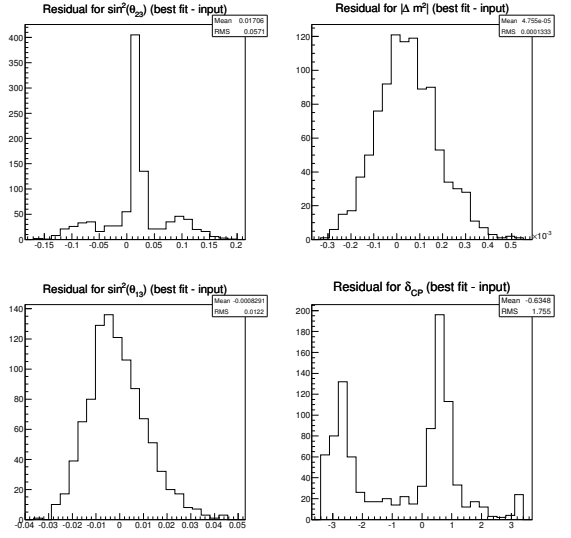 Residual for sin²(θ₂₃) (best fit - input)
Mean 0.01706
RMS 0.0571
400
350
300
250
200
150
100
50
0
-0.15 -0.1 -0.05 0 0.05 0.1 0.15 0.2
Residual for |Δ m²| (best fit - input)
Mean 4.755e-05
RMS 0.0001333
120
100
80
60
40
20
0
-0.3 -0.2 -0.1 0 0.1 0.2 0.3 0.4 0.5
×10⁻³
Residual for sin²(θ₁₃) (best fit - input)
Mean -0.0008291
RMS 0.0122
140
120
100
80
60
40
20
0
-0.04 -0.03 -0.02 -0.01 0 0.01 0.02 0.03 0.04 0.05
Residual for δ_CP (best fit - input)
Mean -0.6348
RMS 1.755
200
180
160
140
120
100
80
60
40
20
0
-3 -2 -1 0 1 2 3